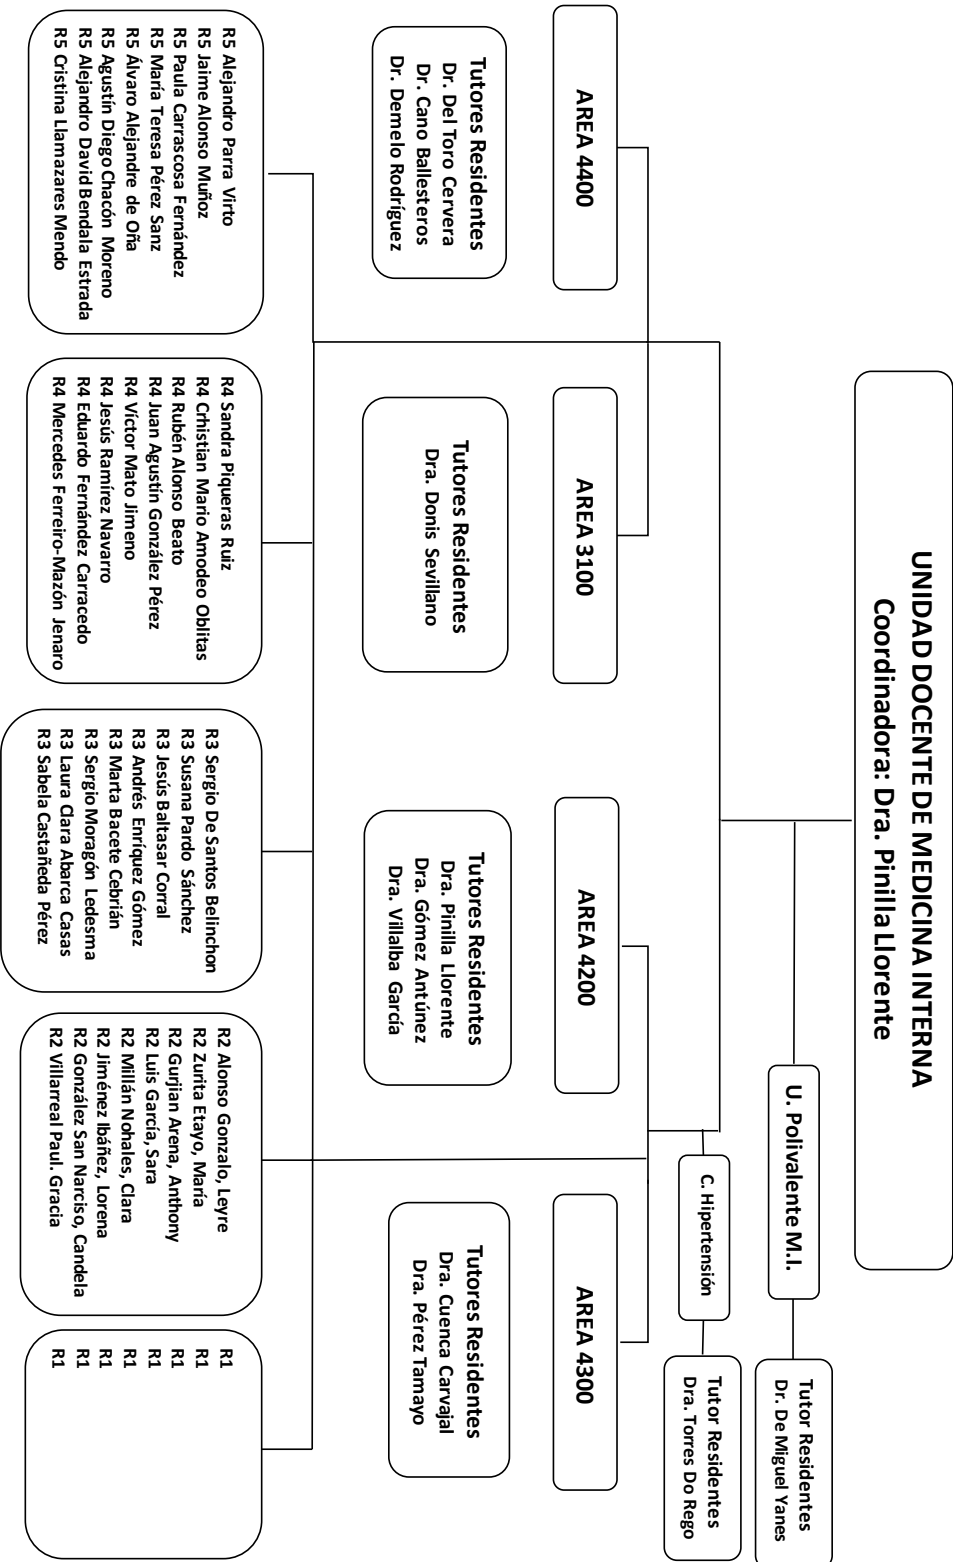 UNIDAD DOCENTE DE MEDICINA INTERNA
Coordinadora: Dra. Pinilla Llorente
U. Polivalente M.I.
Tutor Residentes
Dr. De Miguel Yanes
C. Hipertensión
Tutor Residentes
Dra. Torres Do Rego
AREA 4400
AREA 3100
AREA 4200
AREA 4300
Tutores Residentes
Dr. Del Toro Cervera
Dr. Cano Ballesteros
Dr. Demelo Rodríguez
Tutores Residentes
Dra. Donis Sevillano
Tutores Residentes
Dra. Pinilla Llorente
Dra. Gómez Antúnez
Dra. Villalba García
Tutores Residentes
Dra. Cuenca Carvajal
Dra. Pérez Tamayo
R5 Alejandro Parra Virto
R5 Jaime Alonso Muñoz
R5 Paula Carrascosa Fernández
R5 María Teresa Pérez Sanz
R5 Álvaro Alejandre de Oña
R5 Agustín Diego Chacón Moreno
R5 Alejandro David Bendala Estrada
R5 Cristina Llamazares Mendo
R4 Sandra Piqueras Ruiz
R4 Crhistian Mario Amodeo Oblitas
R4 Rubén Alonso Beato
R4 Juan Agustín González Pérez
R4 Víctor Mato Jimeno
R4 Jesús Ramírez Navarro
R4 Eduardo Fernández Carracedo
R4 Mercedes Ferreiro-Mazón Jenaro
R3 Sergio De Santos Belinchon
R3 Susana Pardo Sánchez
R3 Jesús Baltasar Corral
R3 Andrés Enríquez Gómez
R3 Marta Bacete Cebrián
R3 Sergio Moragón Ledesma
R3 Laura Clara Abarca Casas
R3 Sabela Castañeda Pérez
R2 Alonso Gonzalo, Leyre
R2 Zurita Etayo, María
R2 Gurjian Arena, Anthony
R2 Luis García, Sara
R2 Millán Nohales, Clara
R2 Jiménez Ibáñez, Lorena
R2 González San Narciso, Candela
R2 Villarreal Paul. Gracia
R1
R1
R1
R1
R1
R1
R1
R1